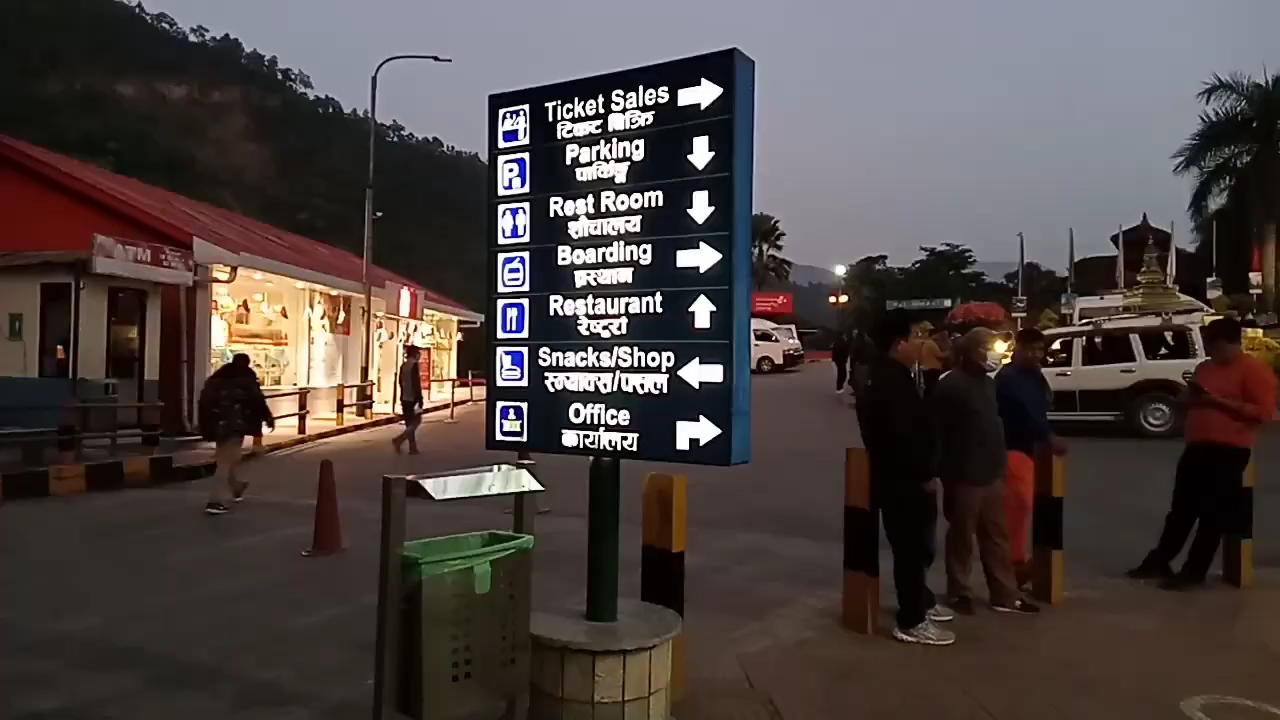 Ticket Sales
टिकट बिक्रि
Parking
पार्किङ्ग
Rest Room
शौचालय
Boarding
प्रस्थान
Restaurant
रेष्टुरां
Snacks/Shop
स्न्याक्स/पसल
Office
कार्यालय
ATM